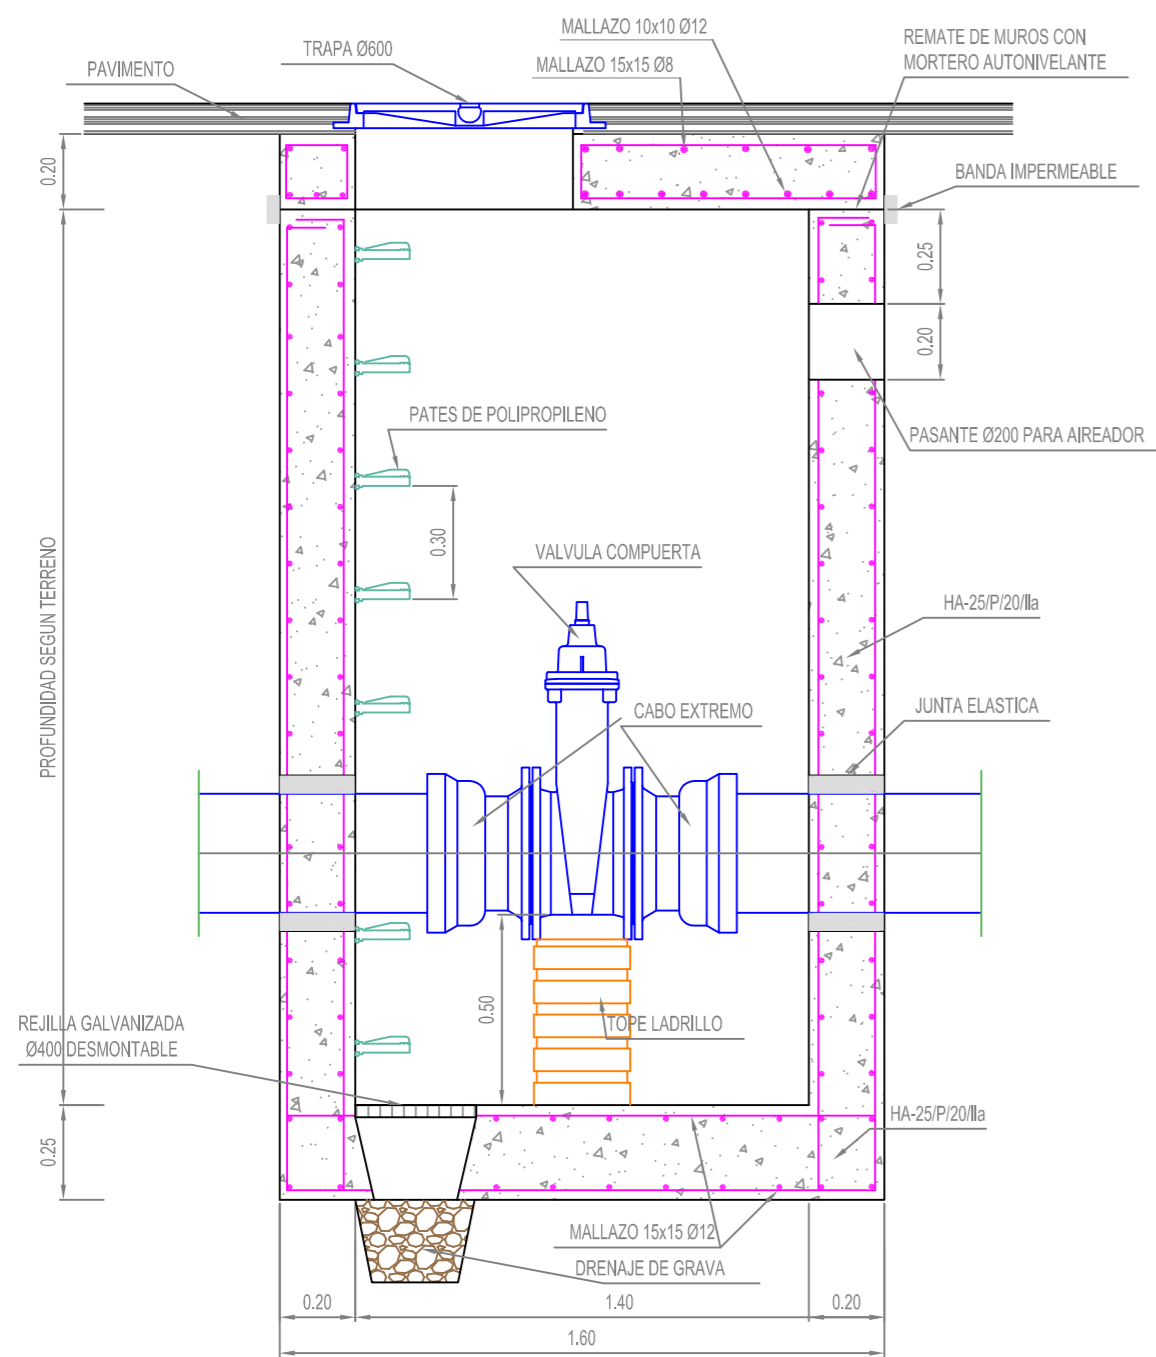 MALLAZO 10x10 Ø12
REMATE DE MUROS CON
MORTERO AUTONIVELANTE
TRAPA Ø600
MALLAZO 15x15 Ø8
PAVIMENTO
0.20
BANDA IMPERMEABLE
0.25
0.20
PATES DE POLIPROPILENO
PASANTE Ø200 PARA AIREADOR
0.30
VALVULA COMPUERTA
PROFUNDIDAD SEGUN TERRENO
HA-25/P/20/IIa
CABO EXTREMO
JUNTA ELASTICA
0.50
REJILLA GALVANIZADA
Ø400 DESMONTABLE
TOPE LADRILLO
0.25
HA-25/P/20/IIa
MALLAZO 15x15 Ø12
DRENAJE DE GRAVA
0.20
1.40
0.20
1.60